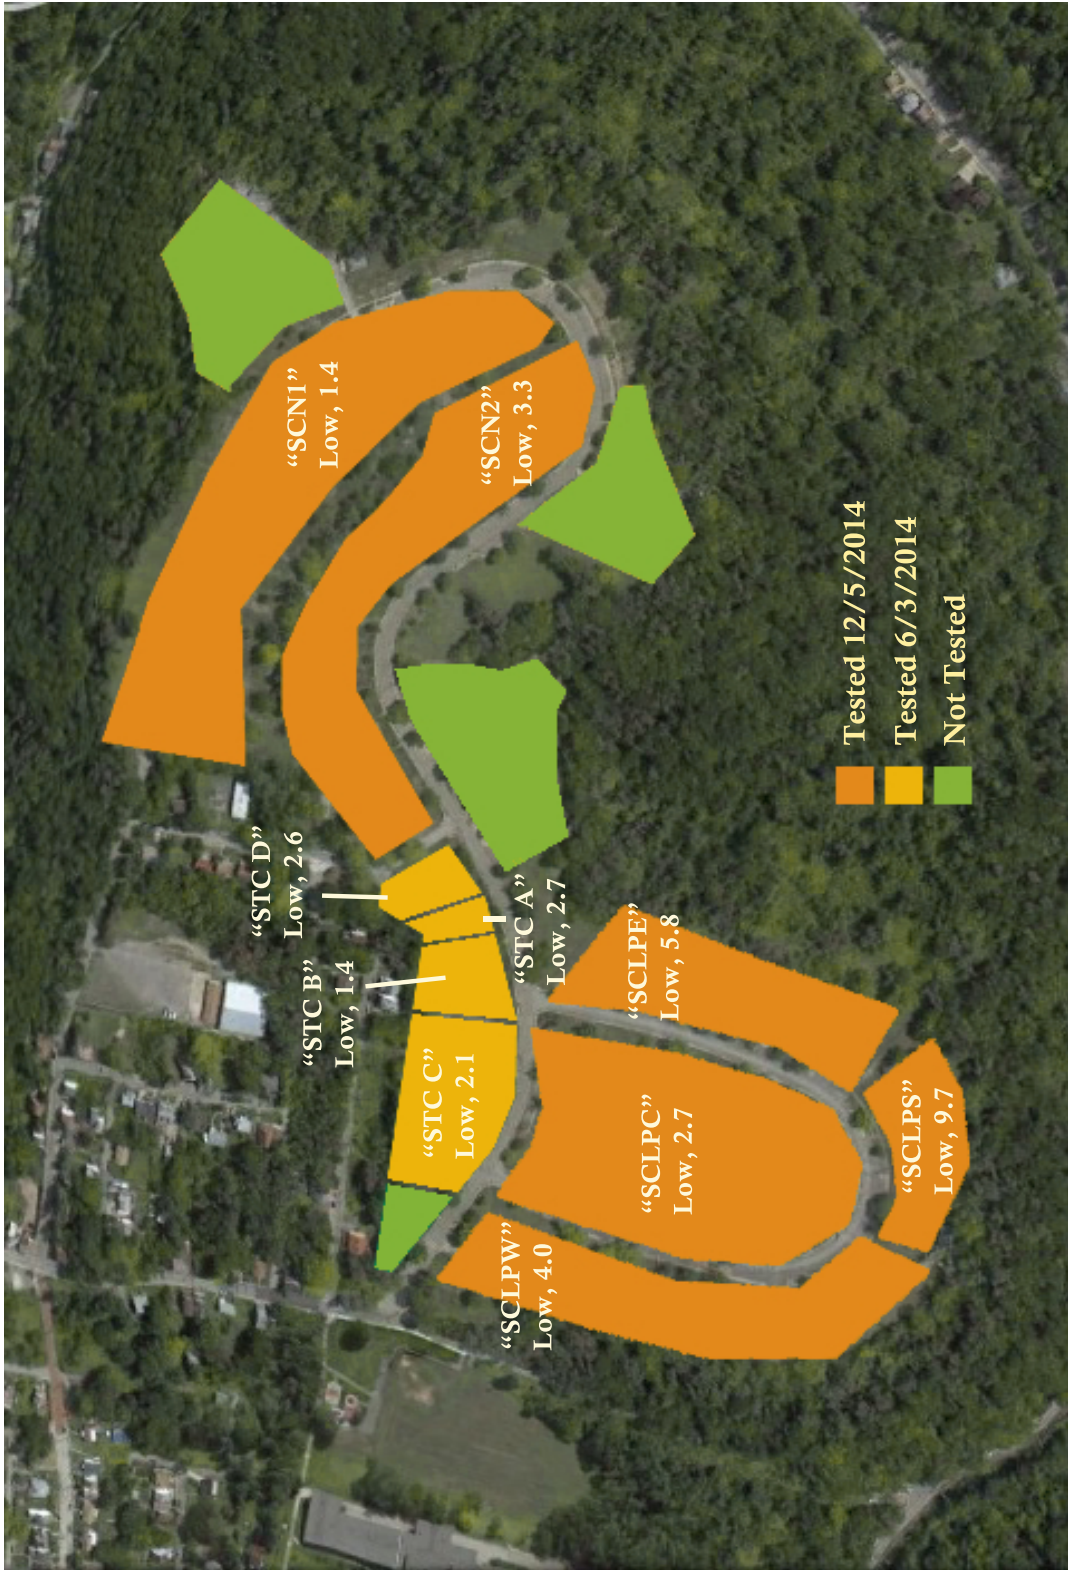 “SCN1”
Low, 1.4
“SCN2”
Low, 3.3
“STC D”
Low, 2.6
“STC B”
Low, 1.4
“STC A”
Low, 2.7
“STC C”
Low, 2.1
“SCLPE”
Low, 5.8
“SCLPC”
Low, 2.7
“SCLPS”
Low, 9.7
“SCLPW”
Low, 4.0
Tested 12/5/2014
Tested 6/3/2014
Not Tested